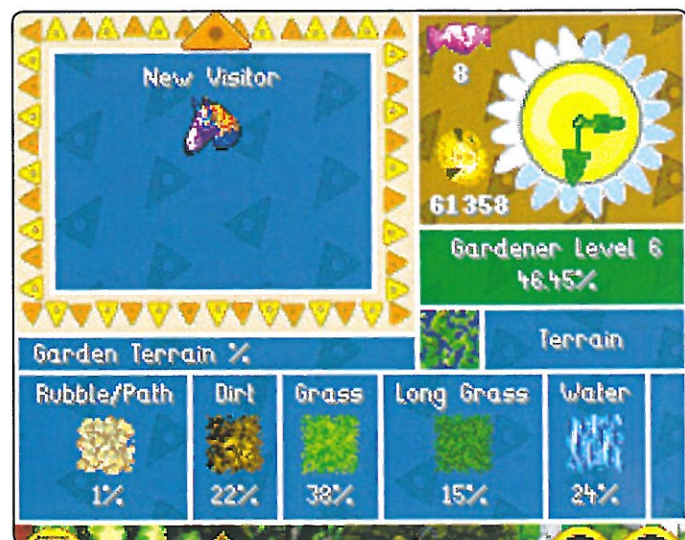 New Visitor
8
61358
Gardener Level 6
46.45%
Garden Terrain %
Terrain
Rubble/Path
Dirt
Grass
Long Grass
Water
1%
22%
38%
15%
24%